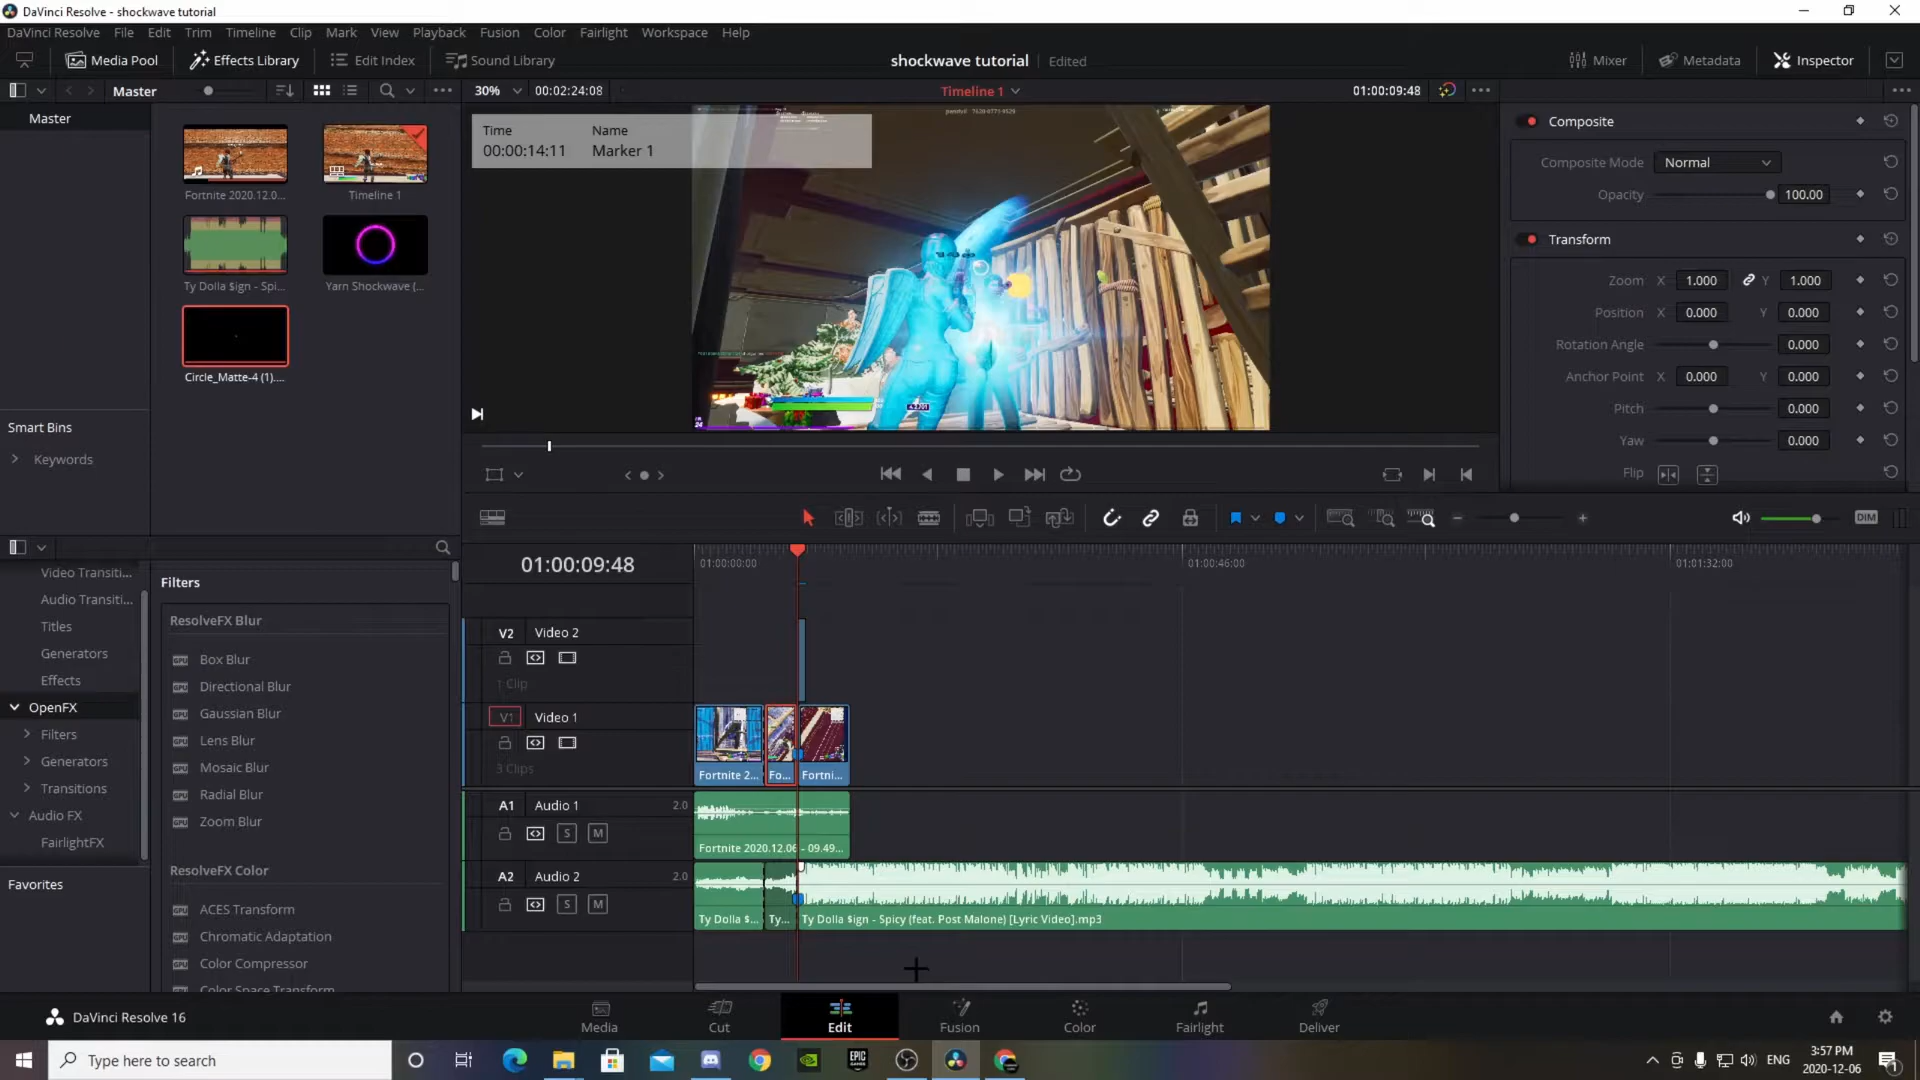 DaVinci Resolve - shockwave tutorial
DaVinci Resolve File Edit Trim Timeline Clip Mark View Playback Fusion Color Fairlight Workspace Help
Media Pool Effects Library Edit Index Sound Library shockwave tutorial Edited Mixer Metadata Inspector
Master 30% 00:02:24:08 Timeline 1 01:00:09:48
Master
Time Name
00:00:14:11 Marker 1
Fortnite 2020.12.0... Timeline 1
Ty Dolla $ign - Spi... Yarn Shockwave (...
Circle_Matte-4 (1)....
Smart Bins
Keywords
Composite
Composite Mode Normal
Opacity 100.00
Transform
Zoom X 1.000 Y 1.000
Position X 0.000 Y 0.000
Rotation Angle 0.000
Anchor Point X 0.000 Y 0.000
Pitch 0.000
Yaw 0.000
Flip
DIM
Video Transiti...
Audio Transiti...
Titles
Generators
Effects
OpenFX
Filters
Generators
Transitions
Audio FX
FairlightFX
Favorites
Filters
ResolveFX Blur
Box Blur
Directional Blur
Gaussian Blur
Lens Blur
Mosaic Blur
Radial Blur
Zoom Blur
ResolveFX Color
ACES Transform
Chromatic Adaptation
Color Compressor
Color Space Transform
01:00:09:48 01:00:00:00 01:00:46:00 01:01:32:00
V2 Video 2
1 Clip
V1 Video 1
3 Clips
Fortnite 2... Fo... Fortni...
A1 Audio 1 2.0
S M
Fortnite 2020.12.06 - 09.49...
A2 Audio 2 2.0
S M
Ty Dolla $... Ty... Ty Dolla $ign - Spicy (feat. Post Malone) [Lyric Video].mp3
DaVinci Resolve 16
Media Cut Edit Fusion Color Fairlight Deliver
Type here to search
EPIC GAMES
ENG
3:57 PM
2020-12-06
1